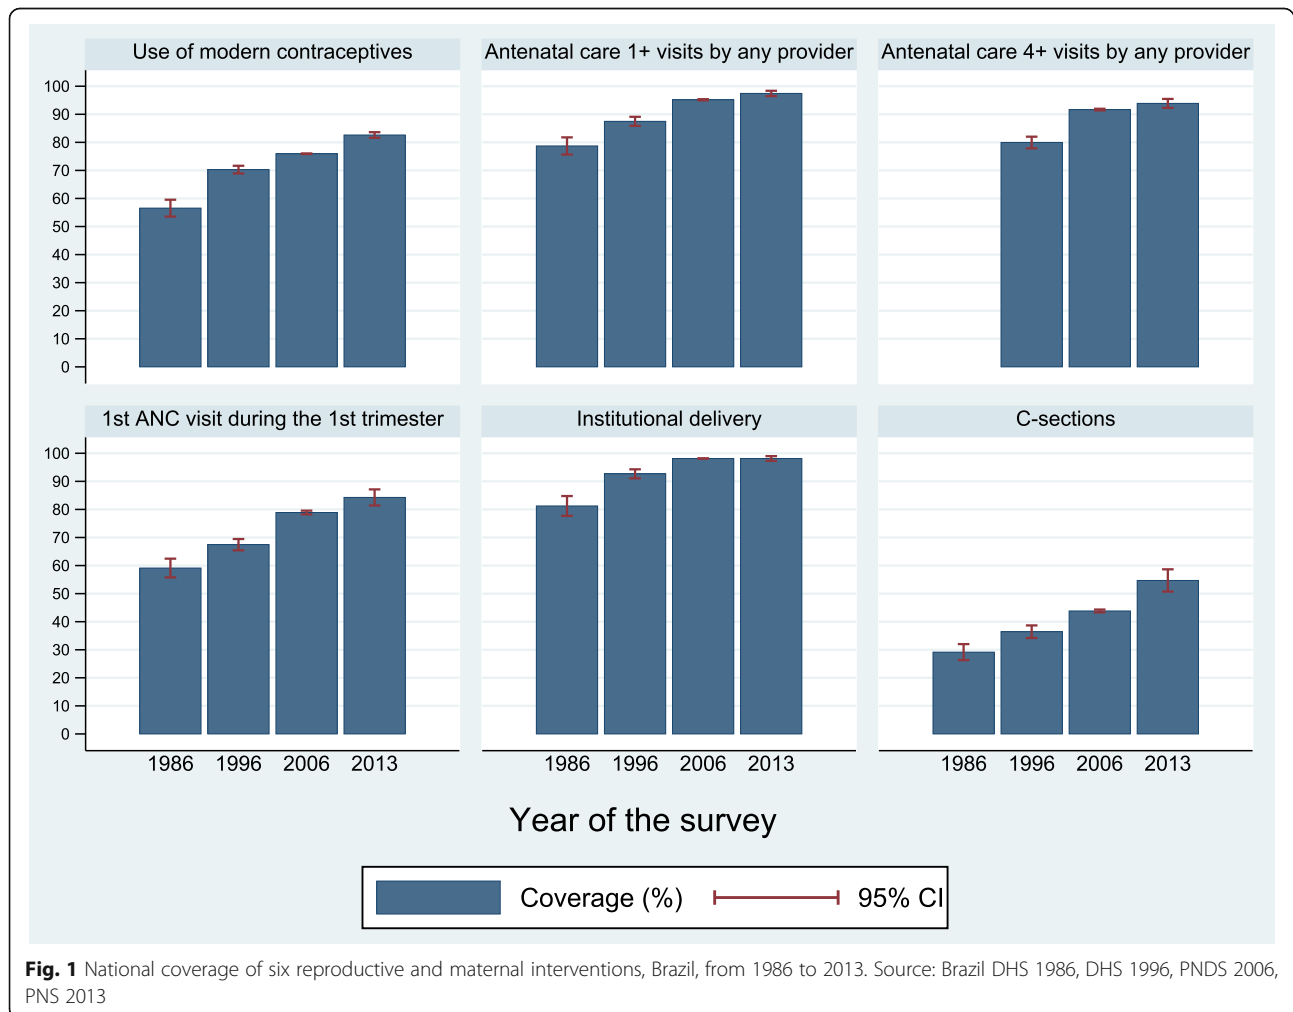 Use of modern contraceptives
Antenatal care 1+ visits by any provider
Antenatal care 4+ visits by any provider
100
90
80
70
60
50
40
30
20
10
0
1st ANC visit during the 1st trimester
Institutional delivery
C-sections
100
90
80
70
60
50
40
30
20
10
0
1986 1996 2006 2013
1986 1996 2006 2013
1986 1996 2006 2013
Year of the survey
Coverage (%) 95% CI
Fig. 1 National coverage of six reproductive and maternal interventions, Brazil, from 1986 to 2013. Source: Brazil DHS 1986, DHS 1996, PNDS 2006,
PNS 2013